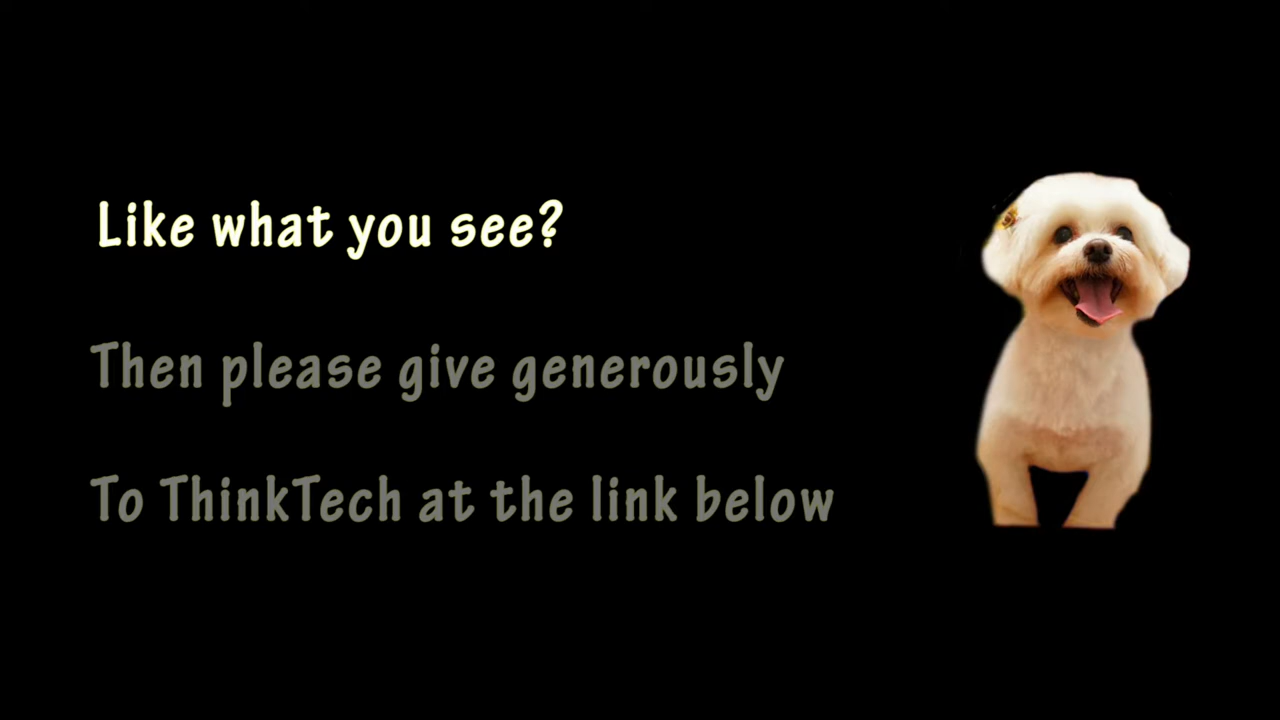 Like what you see?
Then please give generously
To ThinkTech at the link below